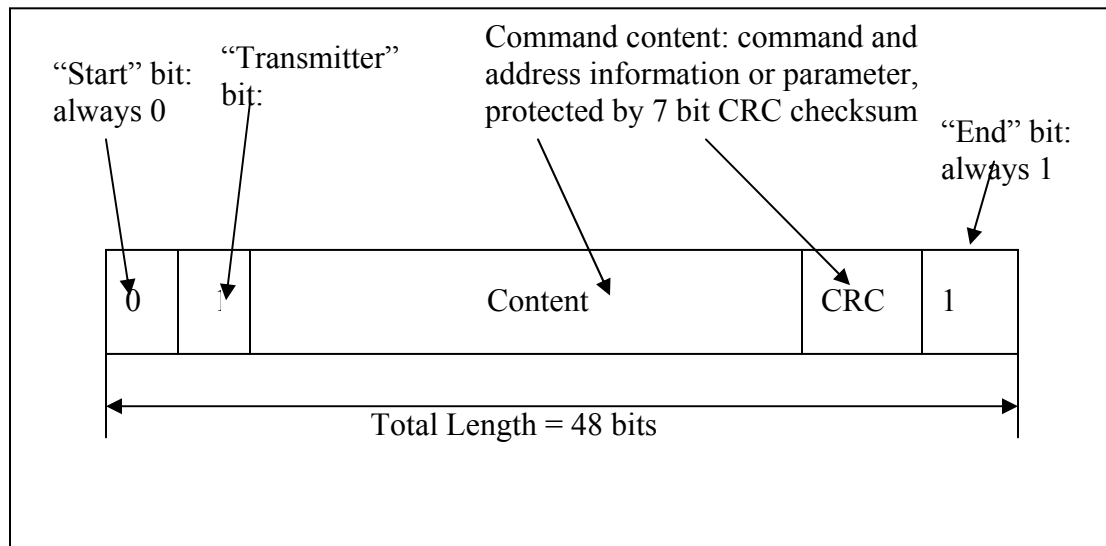 “Start” bit:
always 0
“Transmitter”
bit:
Command content: command and
address information or parameter,
protected by 7 bit CRC checksum
“End” bit:
always 1
0
1
Content
CRC
1
Total Length = 48 bits